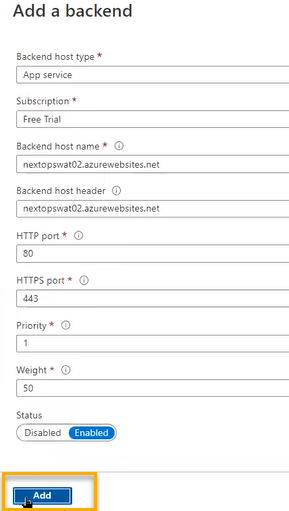 Add a backend
Backend host type *
App service
Subscription *
Free Trial
Backend host name *
nextopswat02.azurewebsites.net
Backend host header
nextopswat02.azurewebsites.net
HTTP port *
80
HTTPS port *
443
Priority *
1
Weight *
50
Status
Disabled Enabled
Add